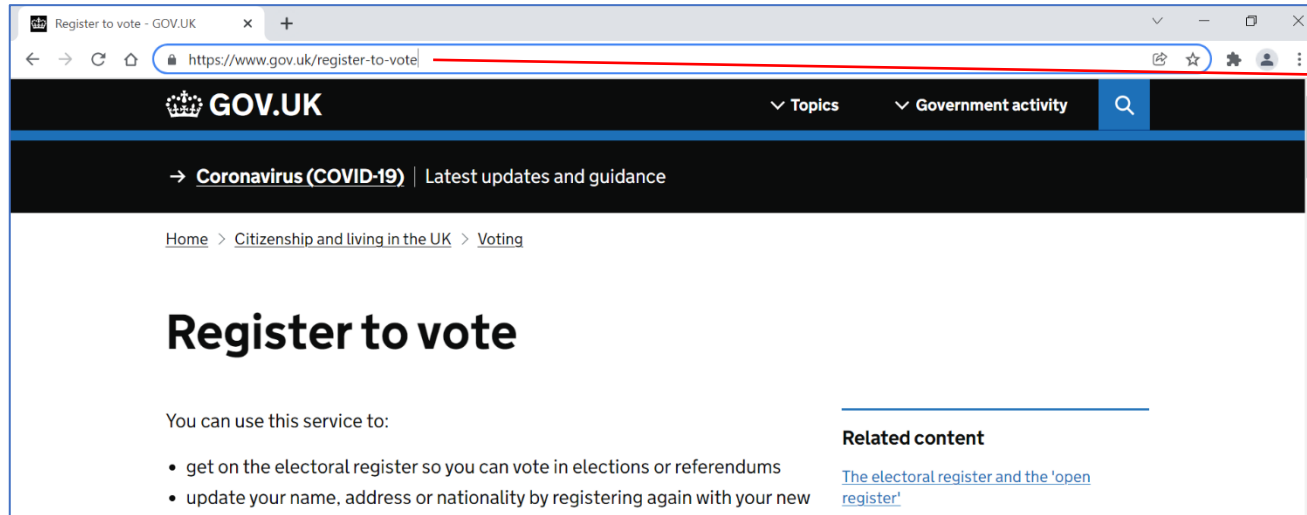 Register to vote - GOV.UK
https://www.gov.uk/register-to-vote
GOV.UK
Topics
Government activity
→ Coronavirus (COVID-19) | Latest updates and guidance
Home > Citizenship and living in the UK > Voting
Register to vote
You can use this service to:
• get on the electoral register so you can vote in elections or referendums
• update your name, address or nationality by registering again with your new
Related content
The electoral register and the 'open
register'